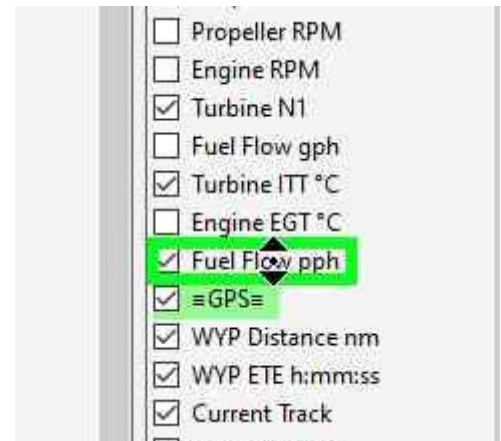 Propeller RPM
Engine RPM
Turbine N1
Fuel Flow gph
Turbine ITT °C
Engine EGT °C
Fuel Flow pph
≡GPS≡
WYP Distance nm
WYP ETE h:mm:ss
Current Track